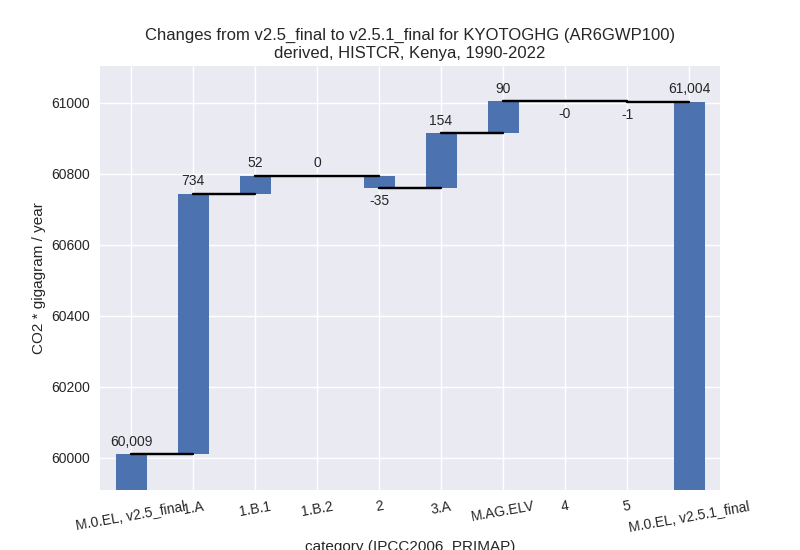 Changes from v2.5_final to v2.5.1_final for KYOTOGHG (AR6GWP100)
derived, HISTCR, Kenya, 1990-2022
61000
60800
60600
60400
60200
60000
CO2 * gigagram / year
60,009
734
52
0
-35
154
90
-0
-1
61,004
M.0.EL, v2.5_final
1.A
1.B.1
1.B.2
2
3.A
M.AG.ELV
4
5
M.0.EL, v2.5.1_final
category (IPCC2006_PRIMAP)